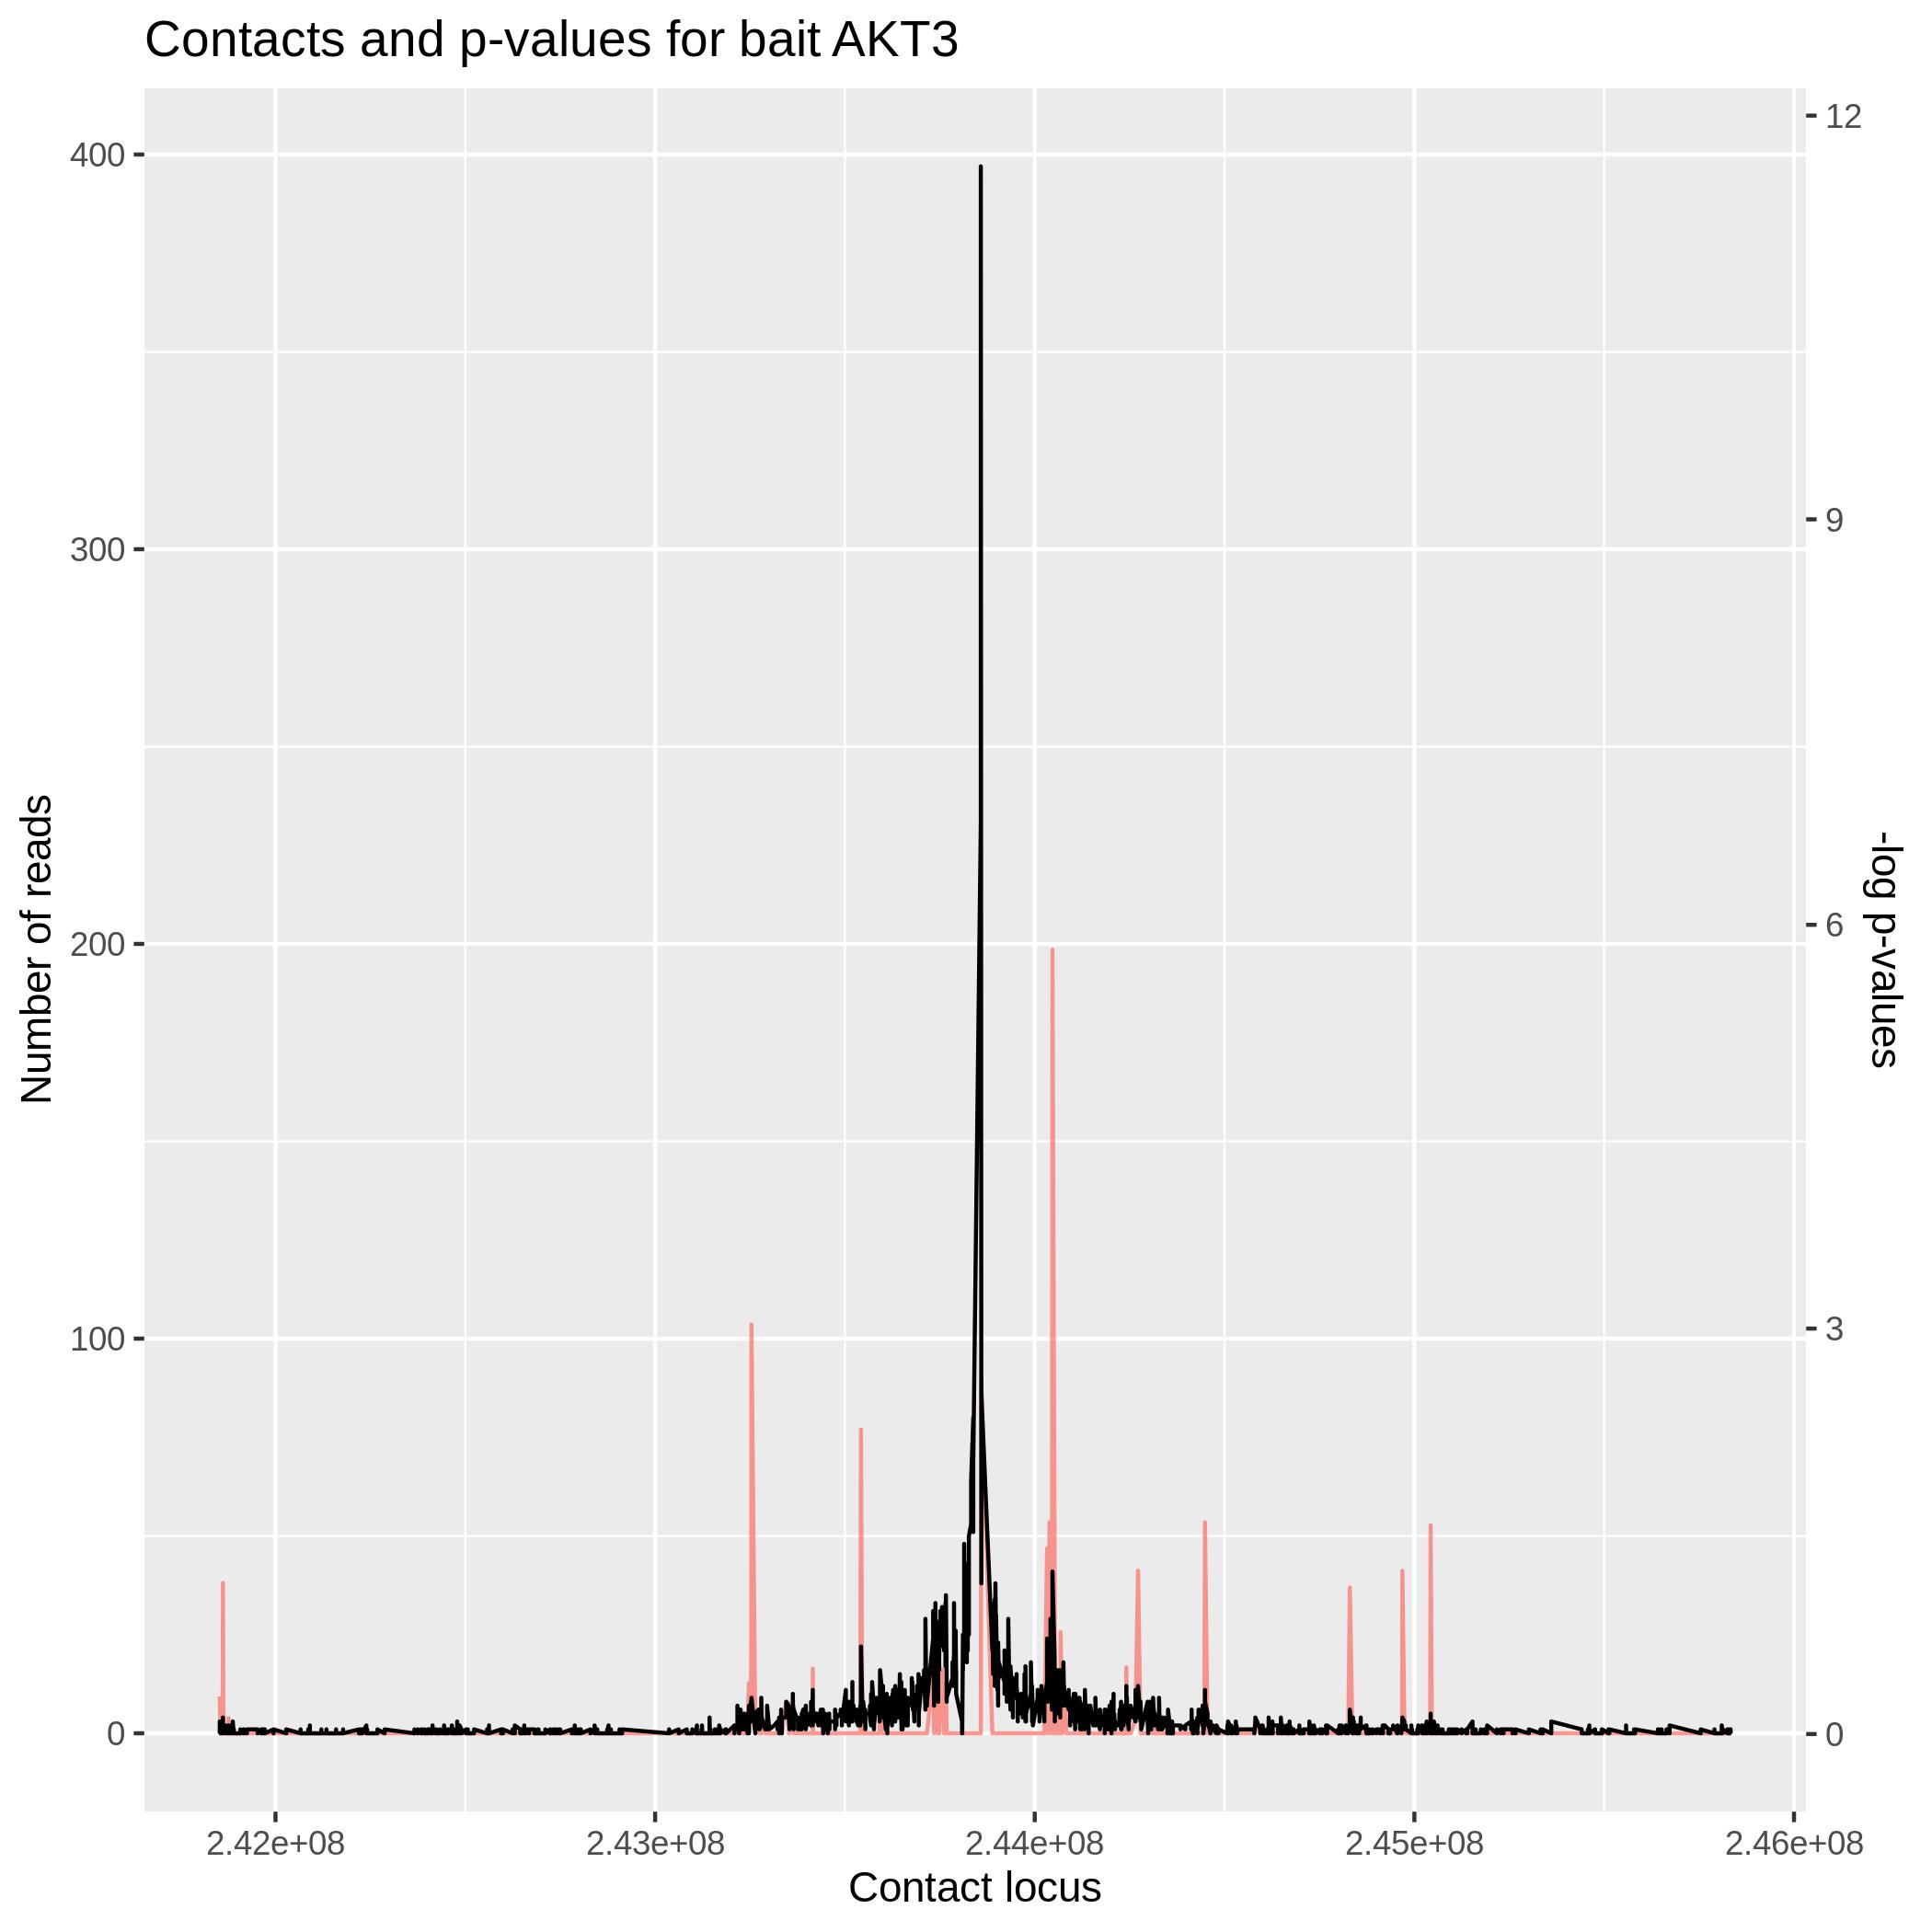 Contacts and p-values for bait AKT3
Number of reads
400
300
200
100
0
12
9
6
3
0
-log p-values
2.42e+08 2.43e+08 2.44e+08 2.45e+08 2.46e+08
Contact locus